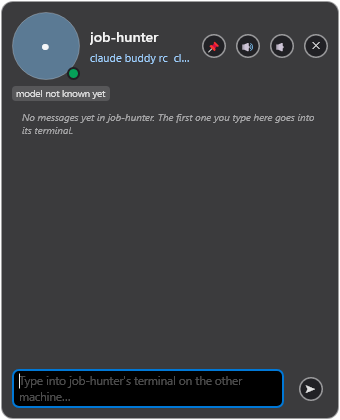 job-hunter
claude buddy rc cl...
model not known yet
No messages yet in job-hunter. The first one you type here goes into
its terminal.
Type into job-hunter's terminal on the other
machine...